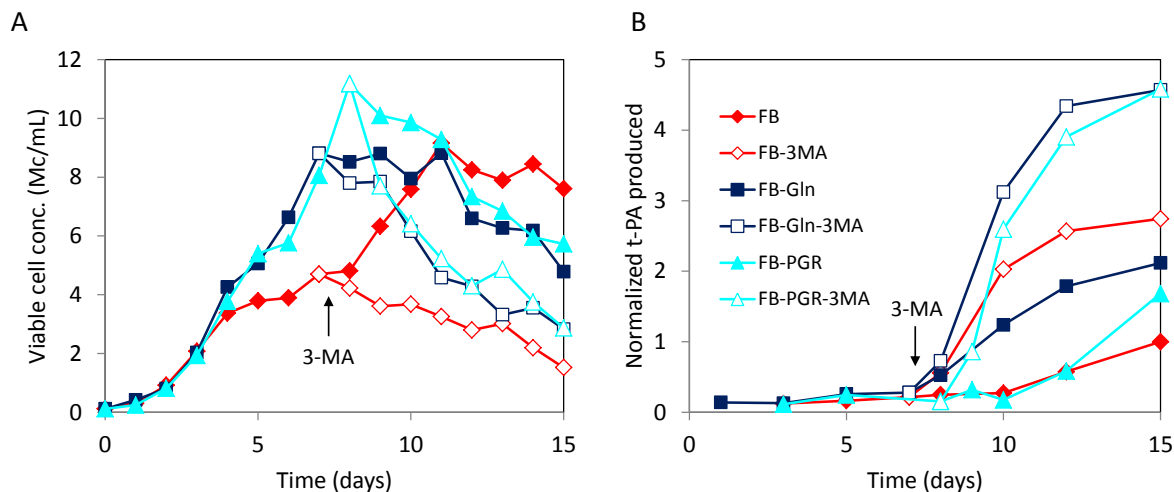 A
Viable cell conc. (Mc/mL)
12
10
8
6
4
2
0
3-MA
0
5
10
15
Time (days)
B
Normalized t-PA produced
5
4
3
2
1
0
FB
FB-3MA
FB-Gln
FB-Gln-3MA
FB-PGR
FB-PGR-3MA
3-MA
0
5
10
15
Time (days)